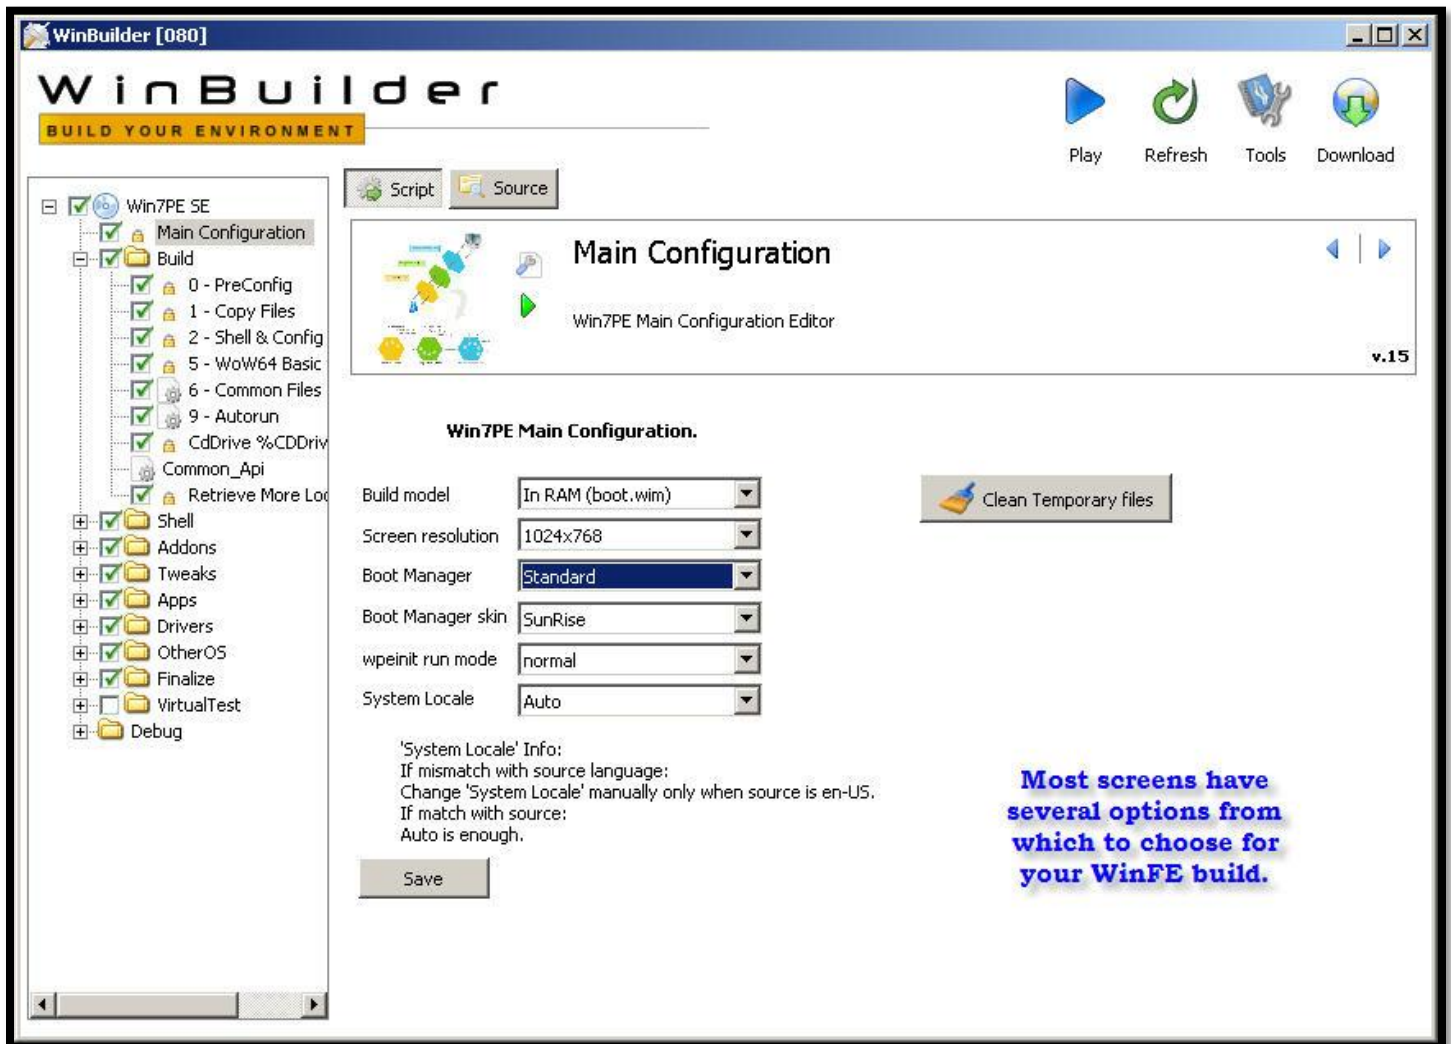 WinBuilder [080]
WinBuilder
BUILD YOUR ENVIRONMENT
Play
Refresh
Tools
Download
Script
Source
Win7PE SE
Main Configuration
Build
0 - PreConfig
1 - Copy Files
2 - Shell & Config
5 - WoW64 Basic
6 - Common Files
9 - Autorun
CdDrive %CDDriv
Common_Api
Retrieve More Loc
Shell
Addons
Tweaks
Apps
Drivers
OtherOS
Finalize
VirtualTest
Debug
Main Configuration
Win7PE Main Configuration Editor
v.15
Win7PE Main Configuration.
Build model
In RAM (boot.wim)
Clean Temporary files
Screen resolution
1024x768
Boot Manager
Standard
Boot Manager skin
SunRise
wpeinit run mode
normal
System Locale
Auto
'System Locale' Info:
If mismatch with source language:
Change 'System Locale' manually only when source is en-US.
If match with source:
Auto is enough.
Save
Most screens have
several options from
which to choose for
your WinFE build.